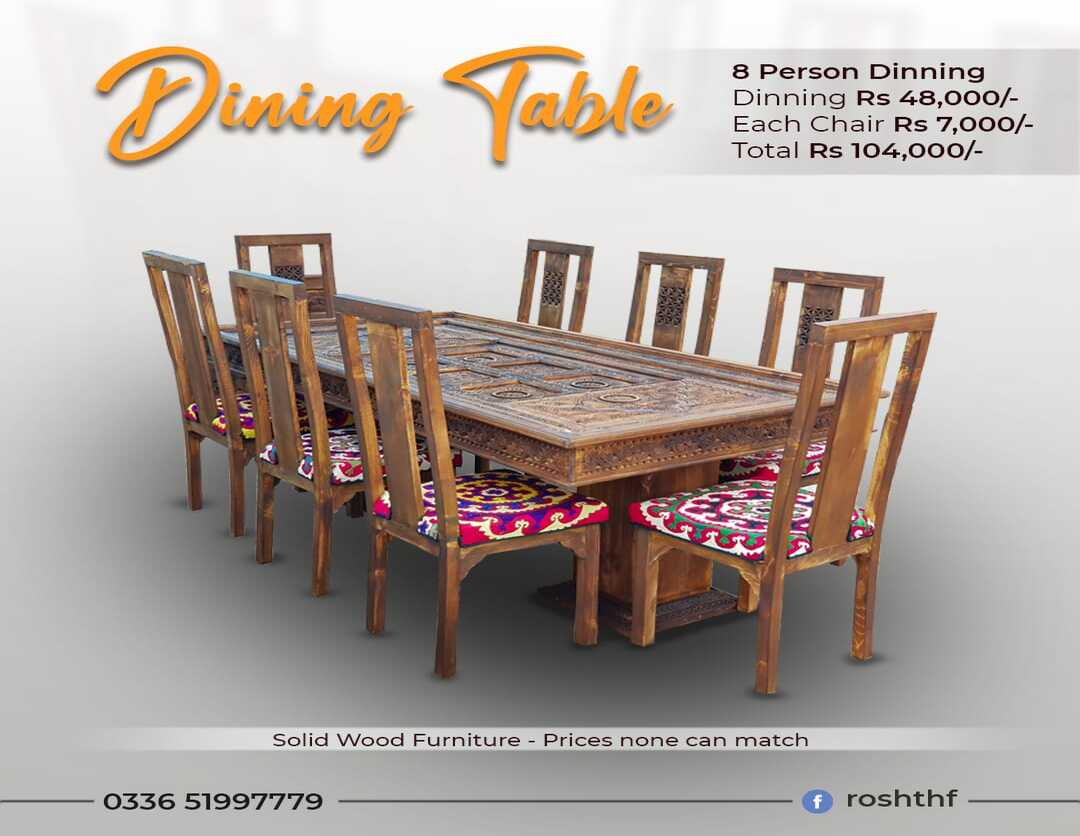 Dining Table
8 Person Dinning
Dinning Rs 48,000/-
Each Chair Rs 7,000/-
Total Rs 104,000/-
Solid Wood Furniture - Prices none can match
0336 51997779
f roshthf